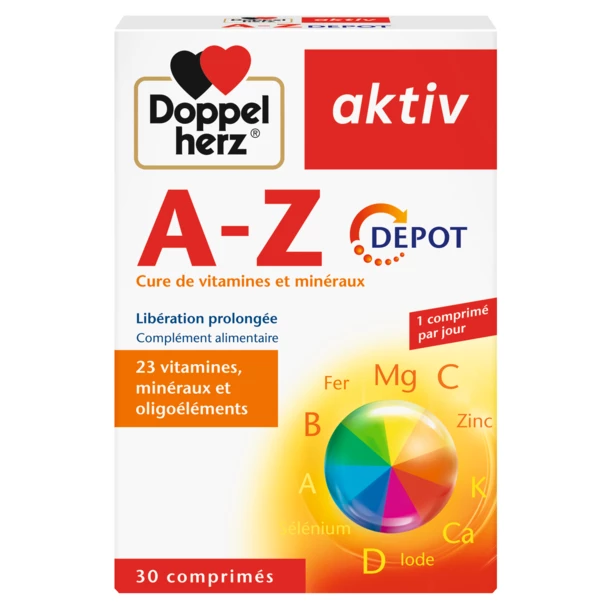 A-Z DEPOT
Doppel
herz®
aktiv
A-Z
DEPOT
Cure de vitamines et minéraux
Libération prolongée
Complément alimentaire
1 comprimé
par jour
23 vitamines,
minéraux et
oligoéléments
Fer Mg C
B Zinc
A K
Sélénium Ca
D Iode
30 comprimés